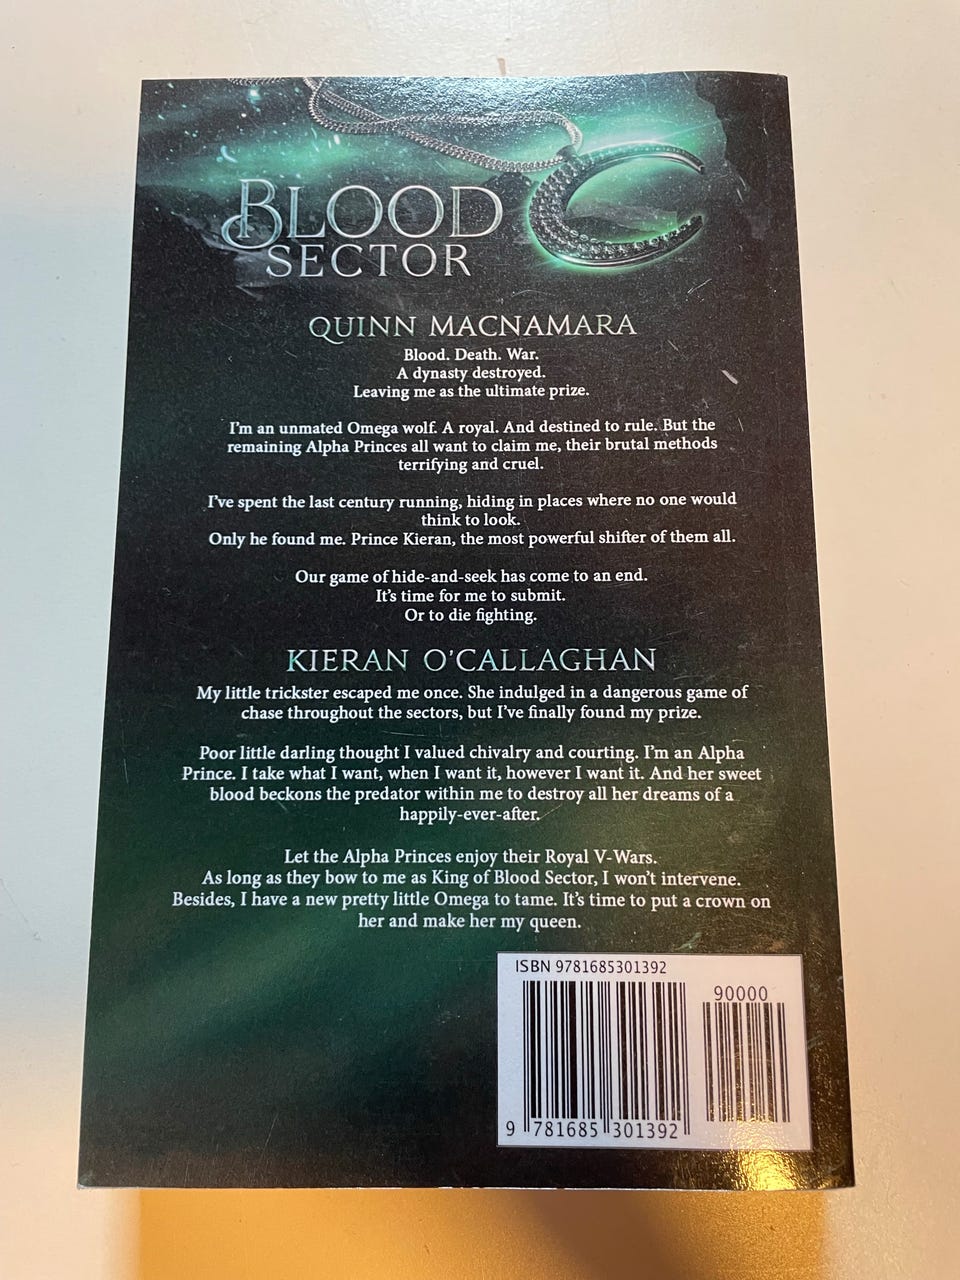 BLOOD
SECTOR
QUINN MACNAMARA
Blood. Death. War.
A dynasty destroyed.
Leaving me as the ultimate prize.
I'm an unmated Omega wolf. A royal. And destined to rule. But the
remaining Alpha Princes all want to claim me, their brutal methods
terrifying and cruel.
I've spent the last century running, hiding in places where no one would
think to look.
Only he found me. Prince Kieran, the most powerful shifter of them all.
Our game of hide-and-seek has come to an end.
It's time for me to submit.
Or to die fighting.
KIERAN O'CALLAGHAN
My little trickster escaped me once. She indulged in a dangerous game of
chase throughout the sectors, but I've finally found my prize.
Poor little darling thought I valued chivalry and courting. I'm an Alpha
Prince. I take what I want, when I want it, however I want it. And her sweet
blood beckons the predator within me to destroy all her dreams of a
happily-ever-after.
Let the Alpha Princes enjoy their Royal V-Wars.
As long as they bow to me as King of Blood Sector, I won't intervene.
Besides, I have a new pretty little Omega to tame. It's time to put a crown on
her and make her my queen.
ISBN 9781685301392
90000
9 781685 301392